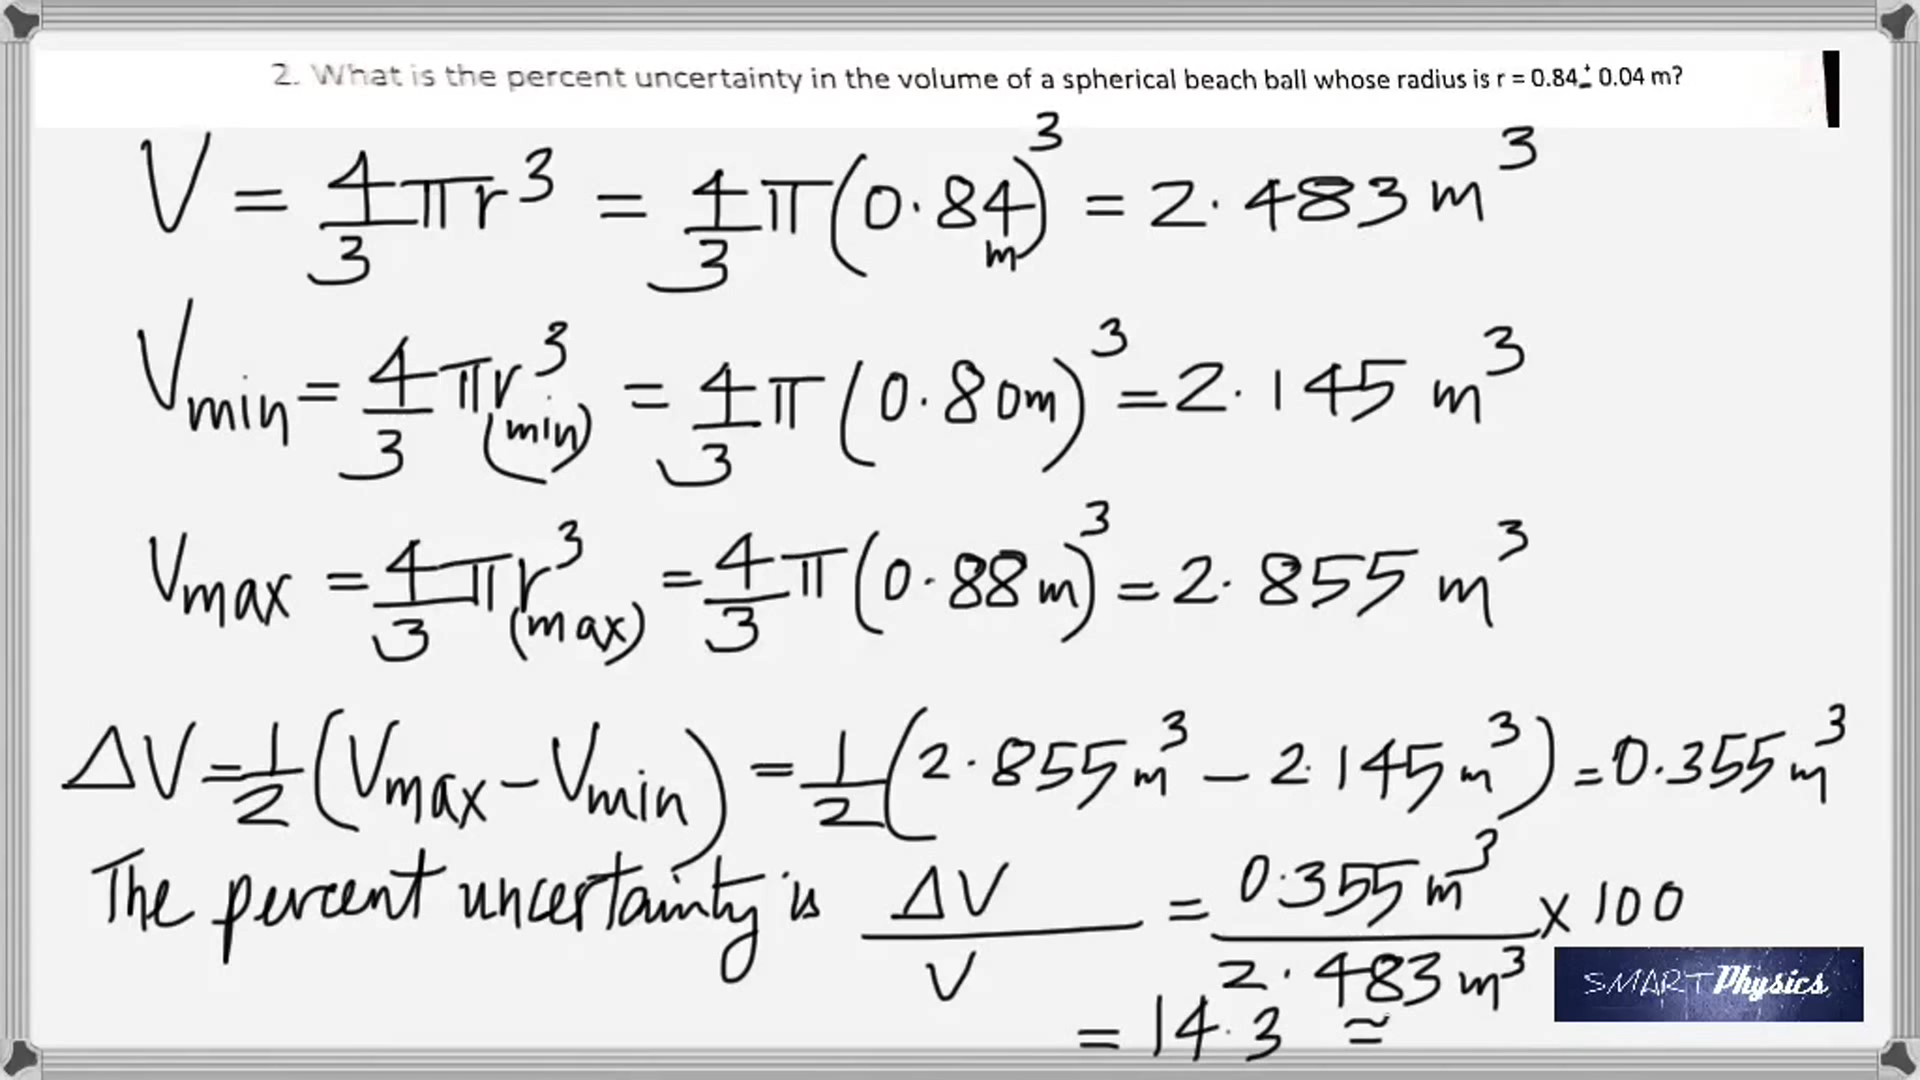 2. What is the percent uncertainty in the volume of a spherical beach ball whose radius is r = 0.84 ± 0.04 m?
V = 4/3 πr³ = 4/3 π(0.84 m)³ = 2.483 m³
Vmin = 4/3 πr³(min) = 4/3 π(0.80m)³ = 2.145 m³
Vmax = 4/3 πr³(max) = 4/3 π(0.88m)³ = 2.855 m³
ΔV = 1/2 (Vmax - Vmin) = 1/2 (2.855 m³ - 2.145 m³) = 0.355 m³
The percent uncertainty is ΔV/V = 0.355 m³/2.483 m³ × 100
= 14.3 ≈
SMART Physics